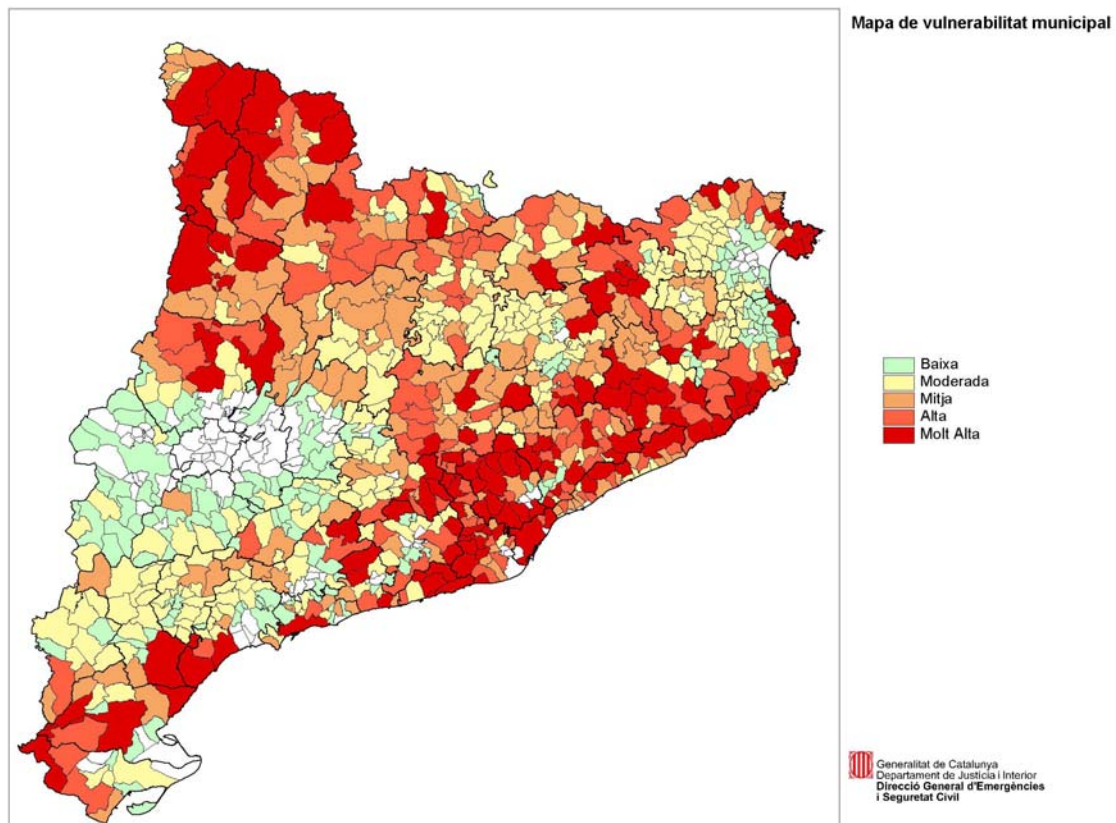 Mapa de vulnerabilitat municipal
Baixa
Moderada
Mitja
Alta
Molt Alta
Generalitat de Catalunya
Departament de Justícia i Interior
Direcció General d'Emergències
i Seguretat Civil